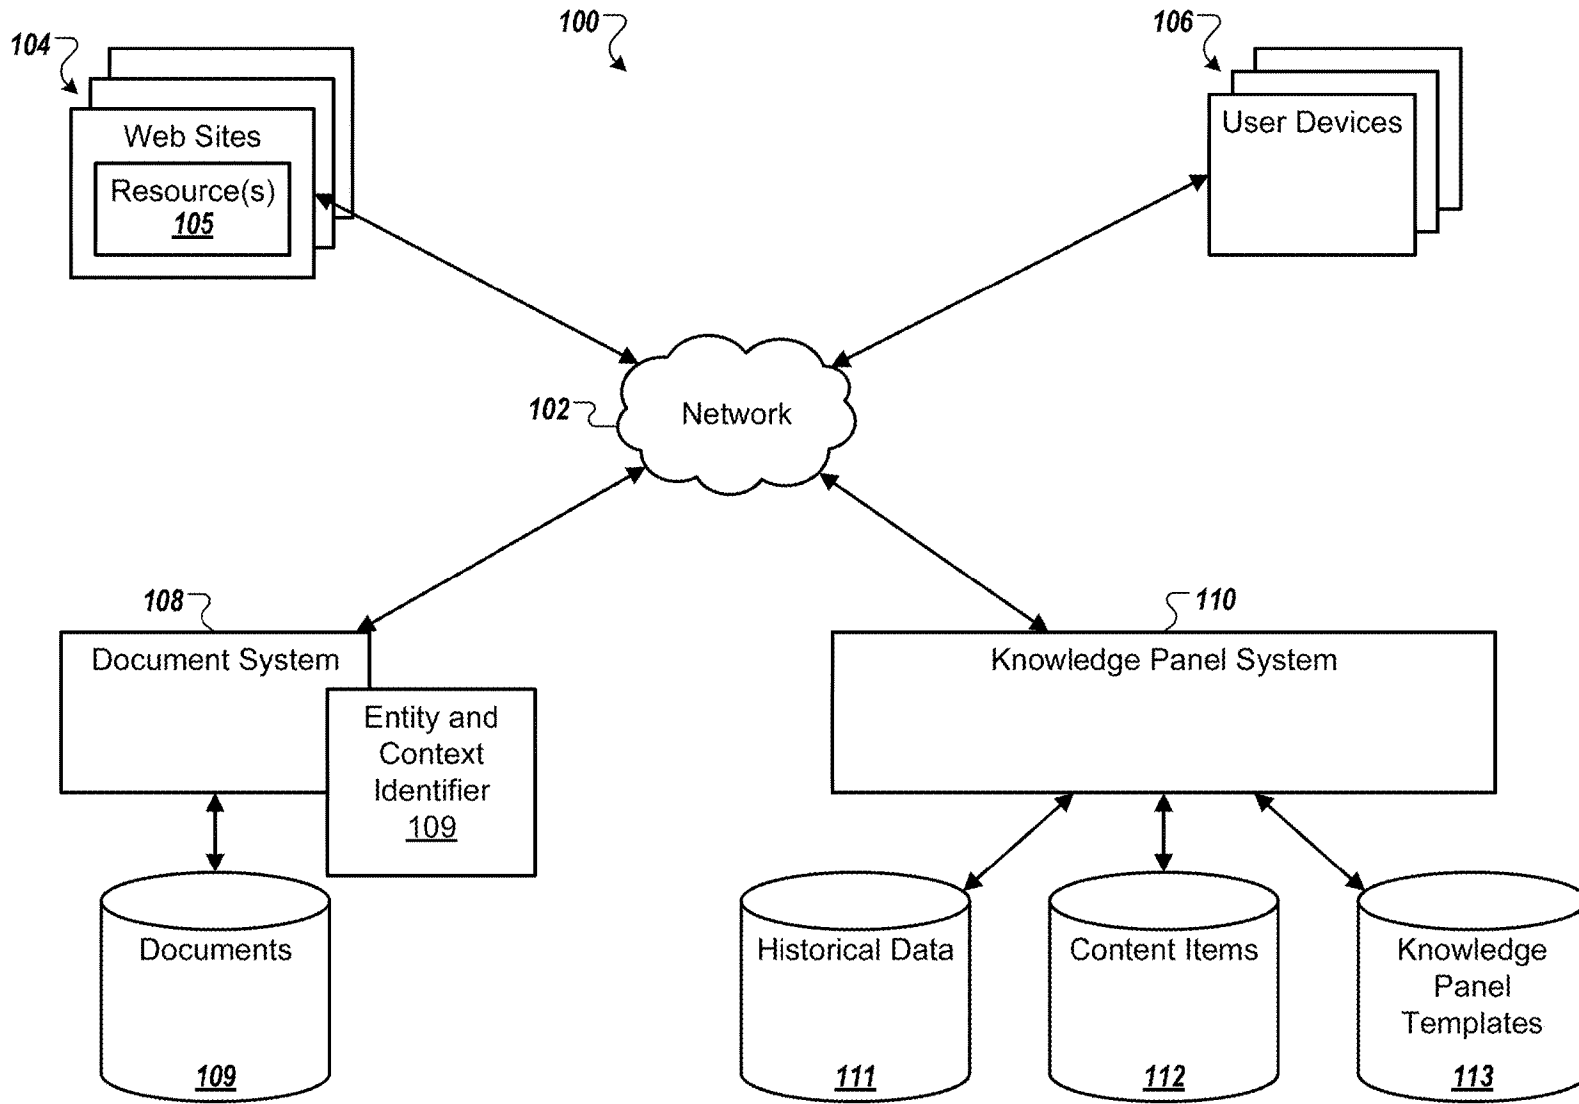 100
104
106
Web Sites
Resource(s)
105
User Devices
102
Network
108
Document System
Entity and
Context
Identifier
109
110
Knowledge Panel System
Documents
109
Historical Data
111
Content Items
112
Knowledge
Panel
Templates
113